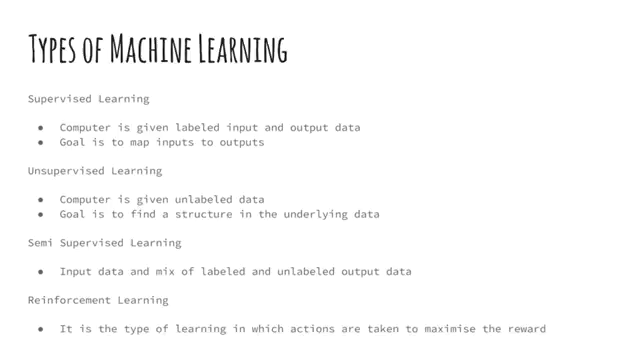 Types of Machine Learning
Supervised Learning
● Computer is given labeled input and output data
● Goal is to map inputs to outputs
Unsupervised Learning
● Computer is given unlabeled data
● Goal is to find a structure in the underlying data
Semi Supervised Learning
● Input data and mix of labeled and unlabeled output data
Reinforcement Learning
● It is the type of learning in which actions are taken to maximise the reward